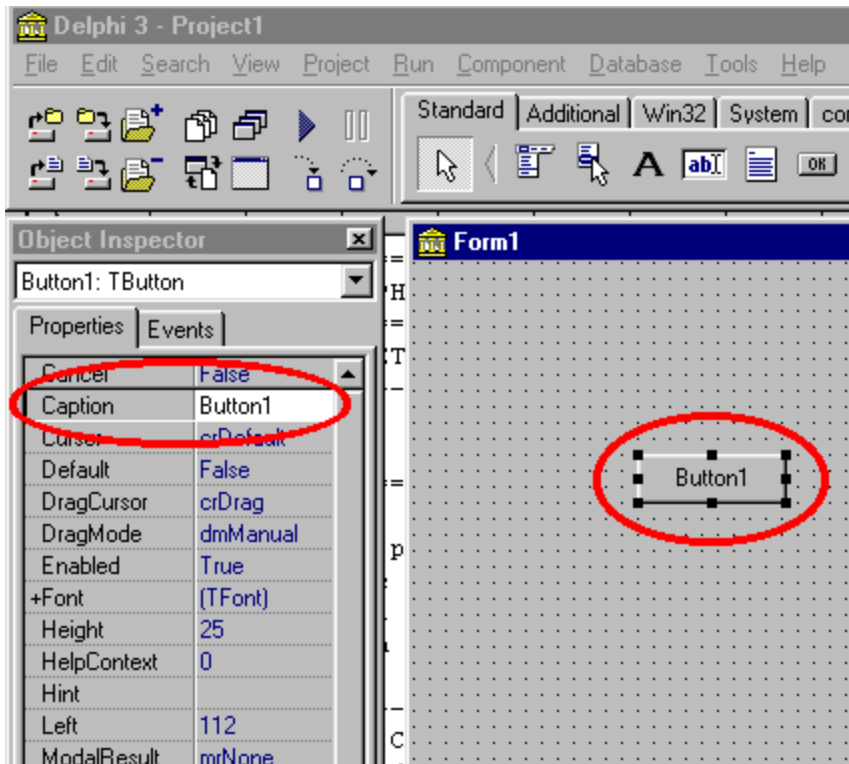 Delphi 3 - Project1
File Edit Search View Project Run Component Database Tools Help
Standard Additional Win32 System
A ab OK
Object Inspector
Form1
Button1: TButton
Properties Events
Cancel False
Caption Button1
Cursor crDefault
Default False
DragCursor crDrag
DragMode dmManual
Enabled True
+Font (TFont)
Height 25
HelpContext 0
Hint
Left 112
ModalResult mrNone
Button1